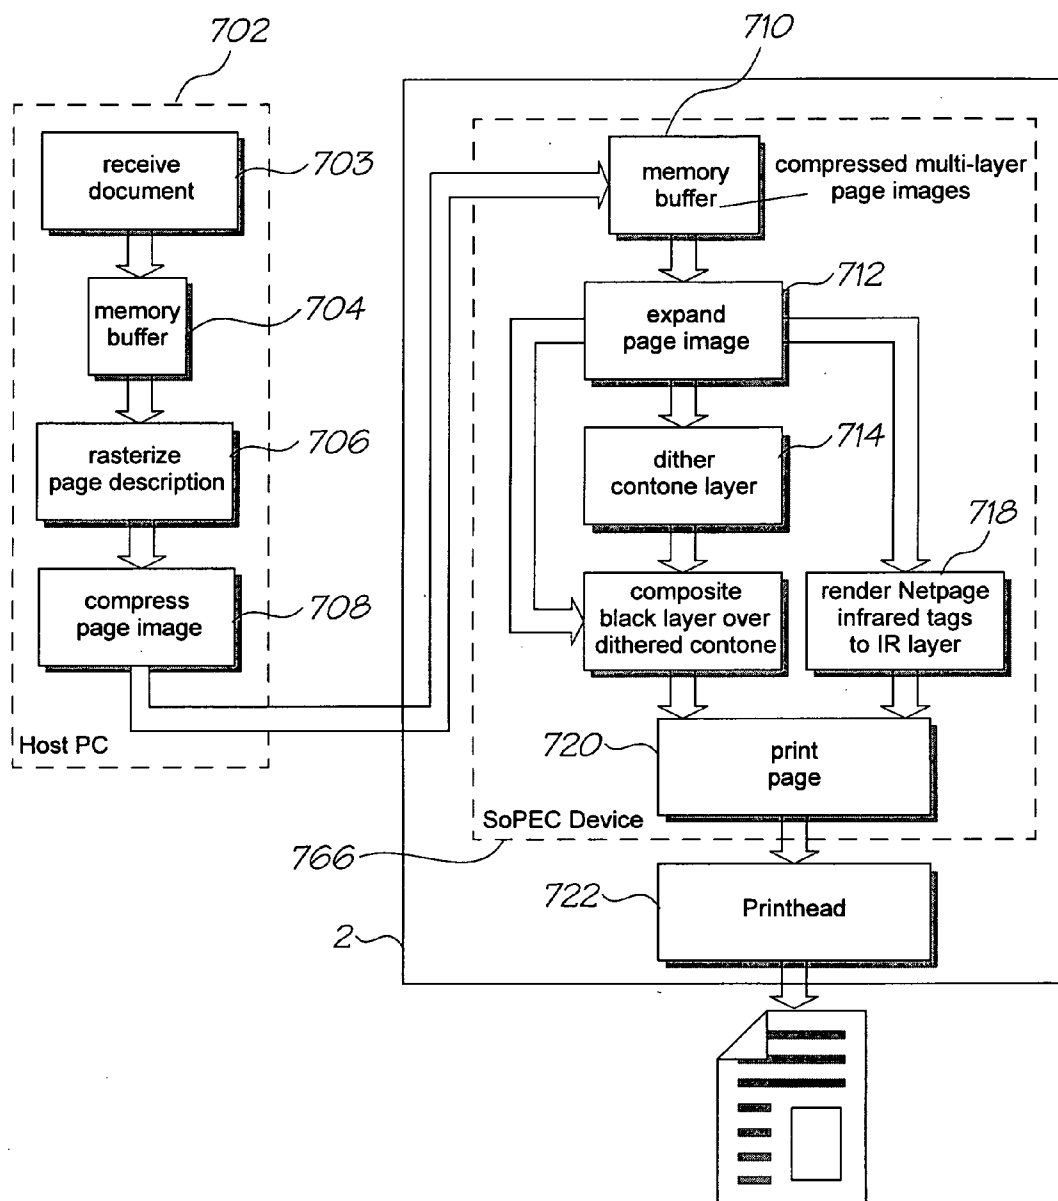 702
710
receive
document
703
memory
buffer
compressed multi-layer
page images
memory
buffer
704
expand
page image
712
rasterize
page description
706
dither
contone layer
714
718
compress
page image
708
composite
black layer over
dithered contone
render Netpage
infrared tags
to IR layer
Host PC
720
print
page
SoPEC Device
766
722
Printhead
2